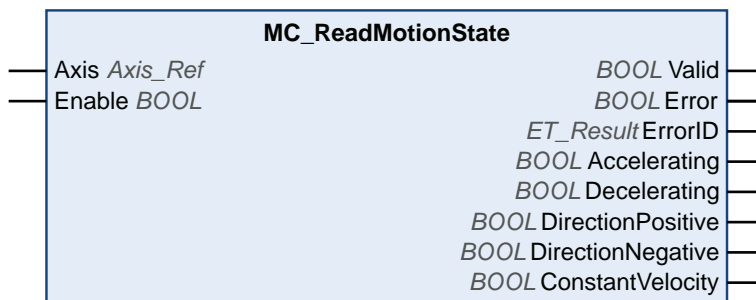 MC_ReadMotionState
Axis Axis_Ref BOOL Valid
Enable BOOL BOOL Error
ET_Result ErrorID
BOOL Accelerating
BOOL Decelerating
BOOL DirectionPositive
BOOL DirectionNegative
BOOL ConstantVelocity